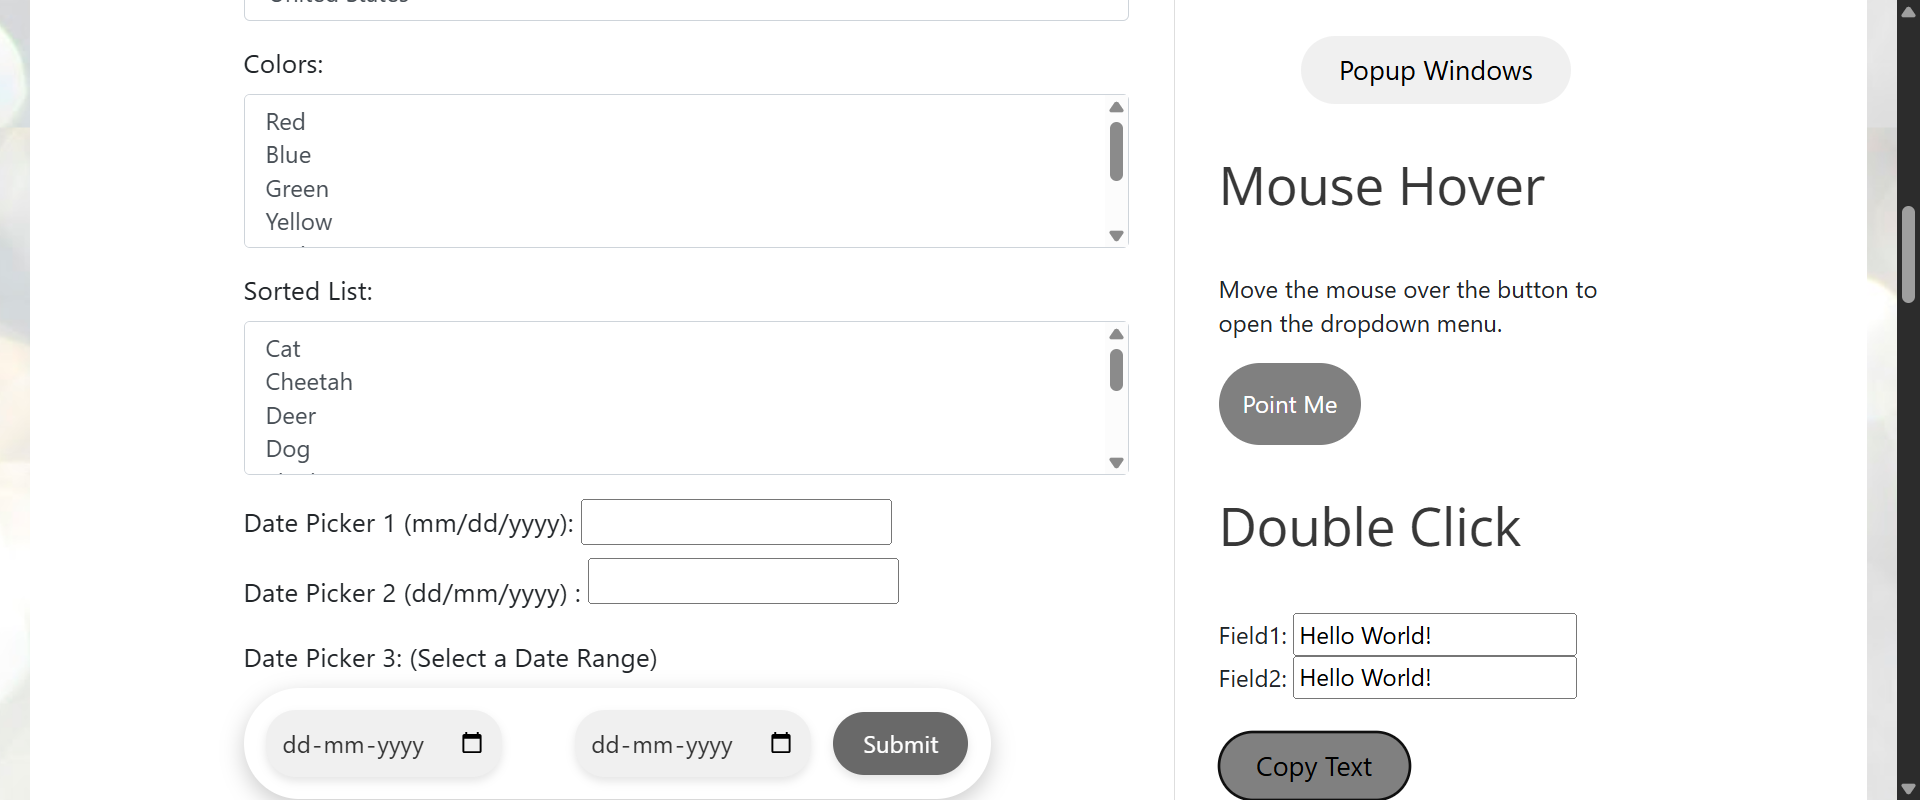 United States
Colors:
Red
Blue
Green
Yellow
Sorted List:
Cat
Cheetah
Deer
Dog
Date Picker 1 (mm/dd/yyyy):
Date Picker 2 (dd/mm/yyyy) :
Date Picker 3: (Select a Date Range)
dd-mm-yyyy dd-mm-yyyy Submit
Popup Windows
Mouse Hover
Move the mouse over the button to
open the dropdown menu.
Point Me
Double Click
Field1: Hello World!
Field2: Hello World!
Copy Text